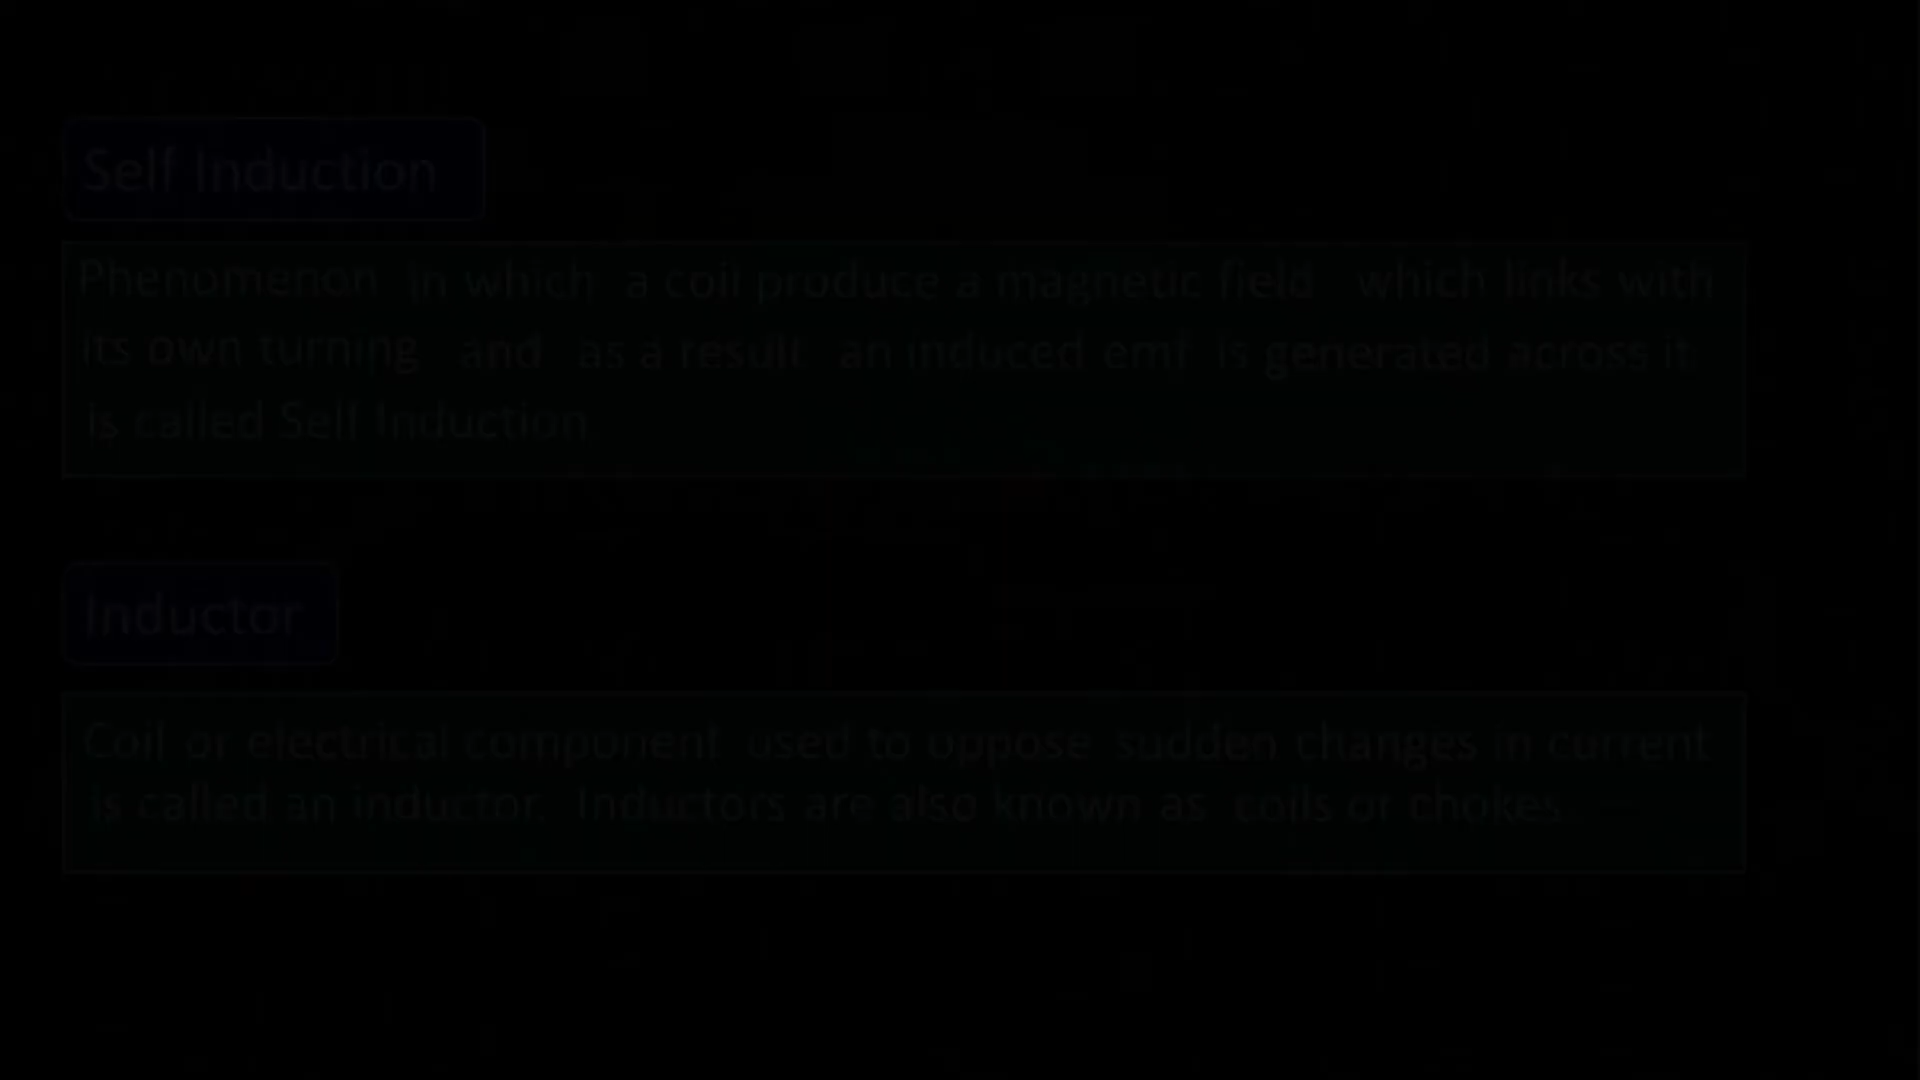 Self Induction
Phenomenon in which a coil produce a magnetic field which links with
its own turning and as a result an induced emf is generated across it
is called Self Induction
Inductor
Coil or electrical component used to oppose sudden changes in current
is called an inductor. Inductors are also known as coils or chokes.